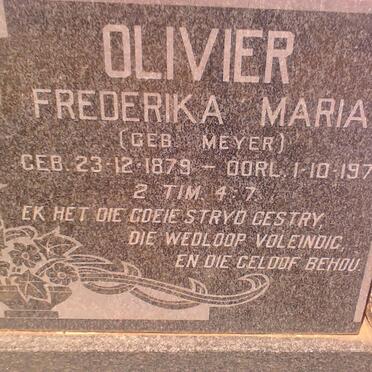 OLIVIER
FREDERIKA MARIA
(GEB. MEYER)
GEB. 23-12-1879 — OORL. 1-10-197
2 TIM. 4-7
EK HET DIE GOEIE STRYD GESTRY,
DIE WEDLOOP VOLEINDIG,
EN DIE GELOOF BEHOU.